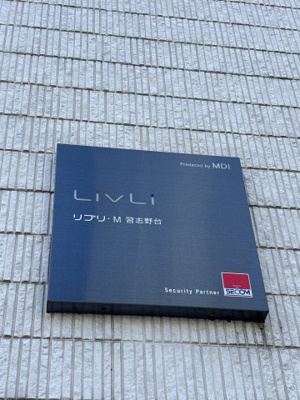 Produced by MDI
LivLi
リブリ・M 習志野台
Security Partner
SECOM